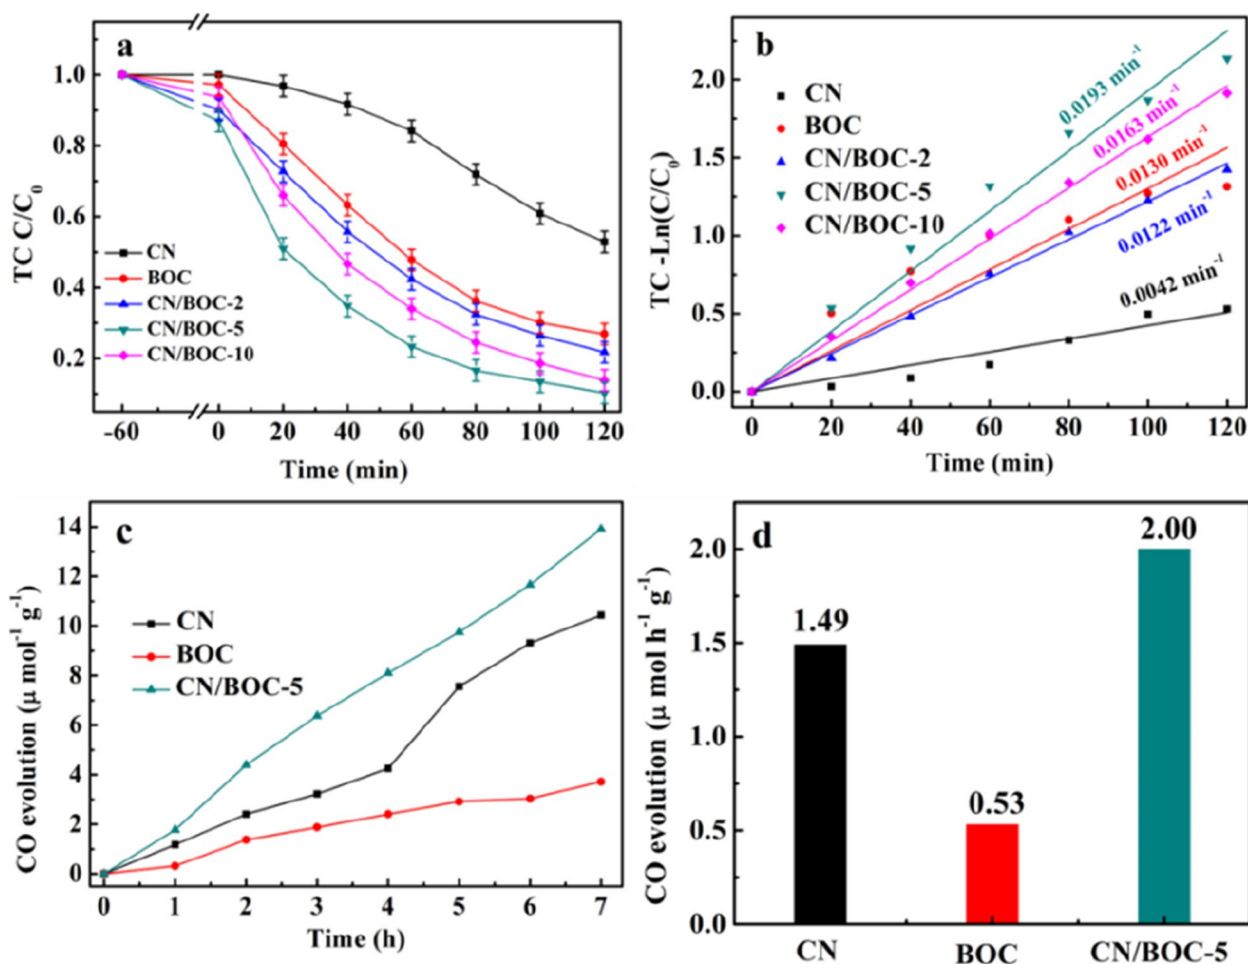 a
TC C/C0
1.0
0.8
0.6
0.4
0.2
CN
BOC
CN/BOC-2
CN/BOC-5
CN/BOC-10
-60 0 20 40 60 80 100 120
Time (min)
b
TC -Ln(C/C0)
2.0
1.5
1.0
0.5
0.0
CN
BOC
CN/BOC-2
CN/BOC-5
CN/BOC-10
0.0193 min-1
0.0163 min-1
0.0130 min-1
0.0122 min-1
0.0042 min-1
0 20 40 60 80 100 120
Time (min)
c
CO evolution (μ mol-1 g-1)
14
12
10
8
6
4
2
0
CN
BOC
CN/BOC-5
0 1 2 3 4 5 6 7
Time (h)
d
CO evolution (μ mol h-1 g-1)
2.0
1.5
1.0
0.5
0.0
1.49
0.53
2.00
CN BOC CN/BOC-5